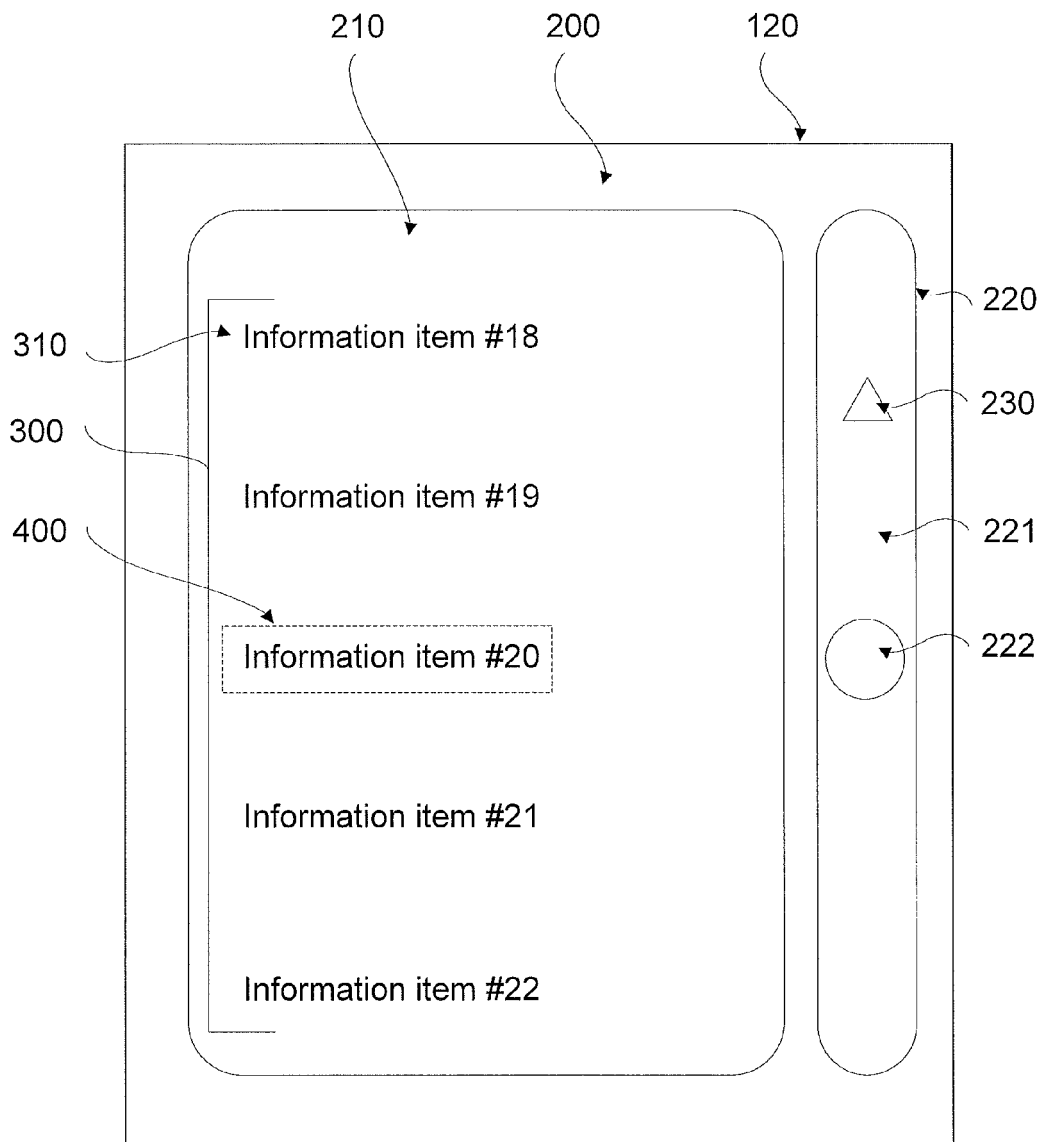 210 200 120
220
310 Information item #18
230
300
Information item #19
400 221
Information item #20 222
Information item #21
Information item #22